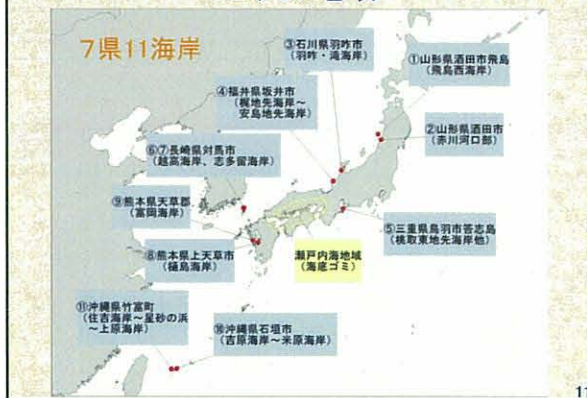 7県11海岸
③石川県羽咋市
(羽咋・滝海岸)
①山形県酒田市飛島
(飛島西海岸)
④福井県坂井市
(梶地先海岸～
安島地先海岸)
②山形県酒田市
(赤川河口部)
⑥⑦長崎県対馬市
(越高海岸、志多留海岸)
⑨熊本県天草郡
(富岡海岸)
⑤三重県鳥羽市答志島
(桃取東地先海岸他)
⑧熊本県上天草市
(樋島海岸)
瀬戸内海地域
(海底ゴミ)
⑪沖縄県竹富町
(住吉海岸～星砂の浜
～上原海岸)
⑩沖縄県石垣市
(吉原海岸～米原海岸)